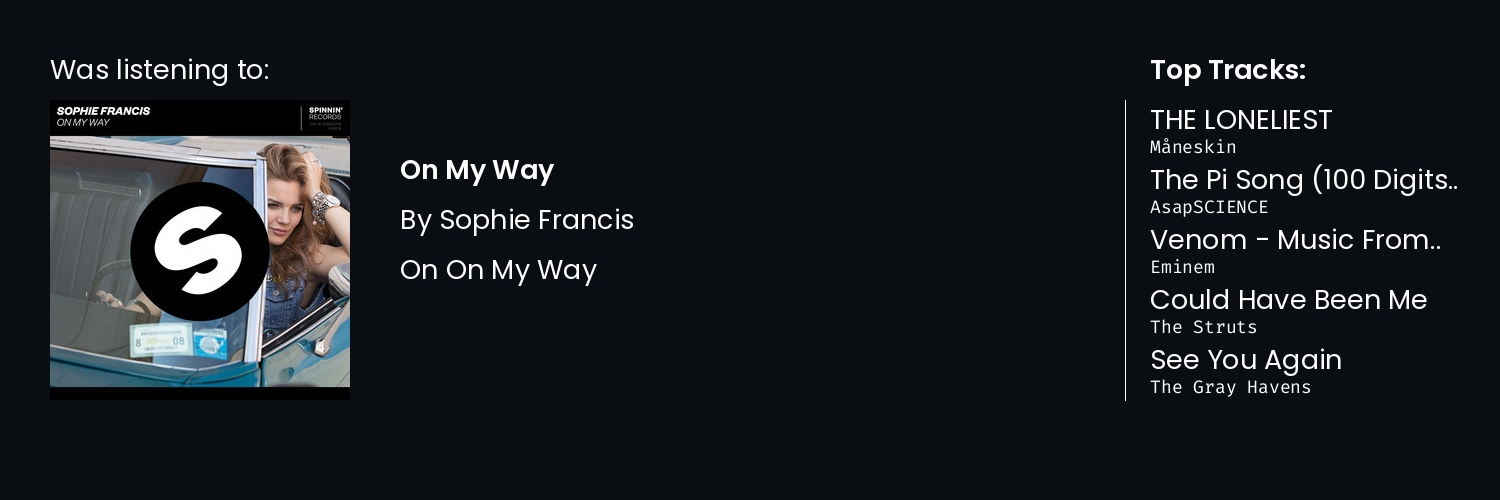 Was listening to:
SOPHIE FRANCIS
ON MY WAY
SPINNIN'
RECORDS
8 08
On My Way
By Sophie Francis
On On My Way
Top Tracks:
THE LONELIEST
Måneskin
The Pi Song (100 Digits..
AsapSCIENCE
Venom - Music From..
Eminem
Could Have Been Me
The Struts
See You Again
The Gray Havens